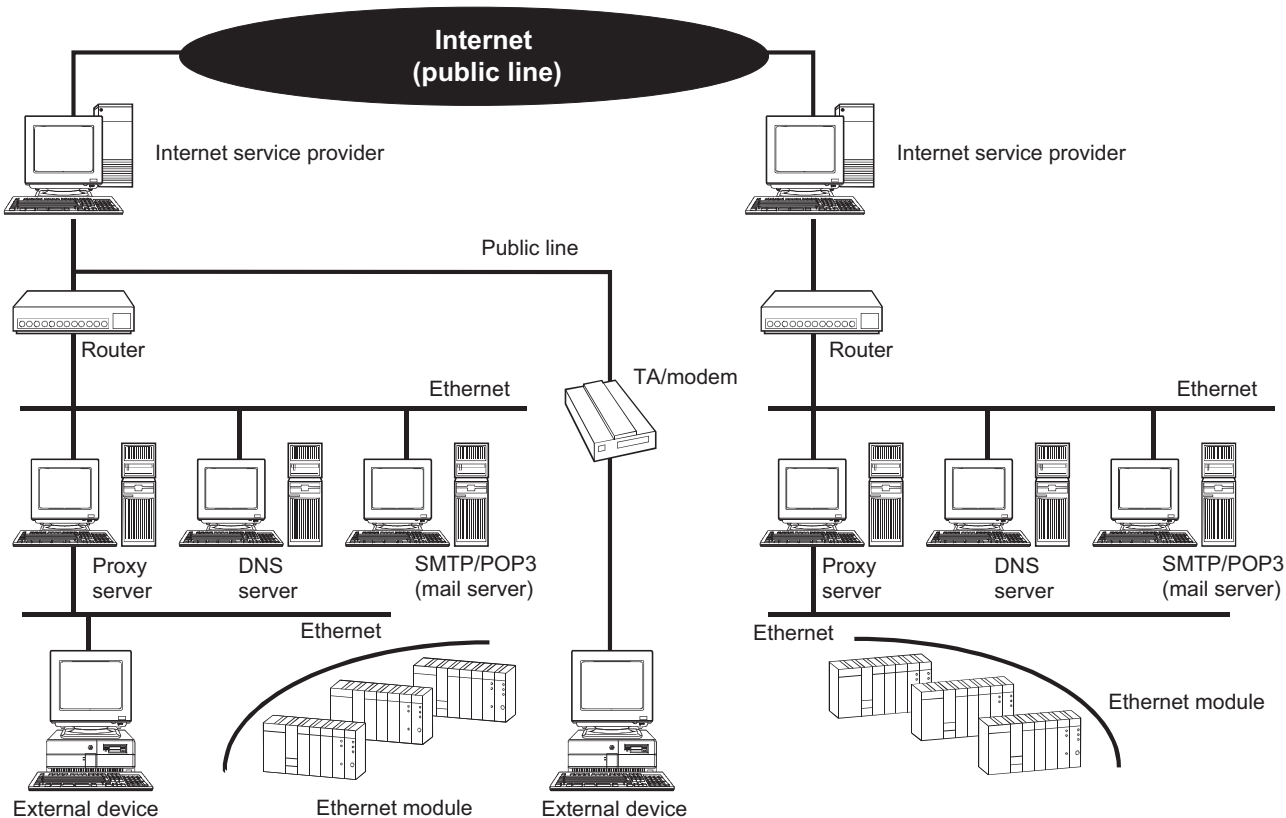 Internet
(public line)
Internet service provider
Internet service provider
Public line
Router
Router
TA/modem
Ethernet
Ethernet
Proxy
server
DNS
server
SMTP/POP3
(mail server)
Proxy
server
DNS
server
SMTP/POP3
(mail server)
Ethernet
Ethernet
Ethernet module
External device
Ethernet module
External device